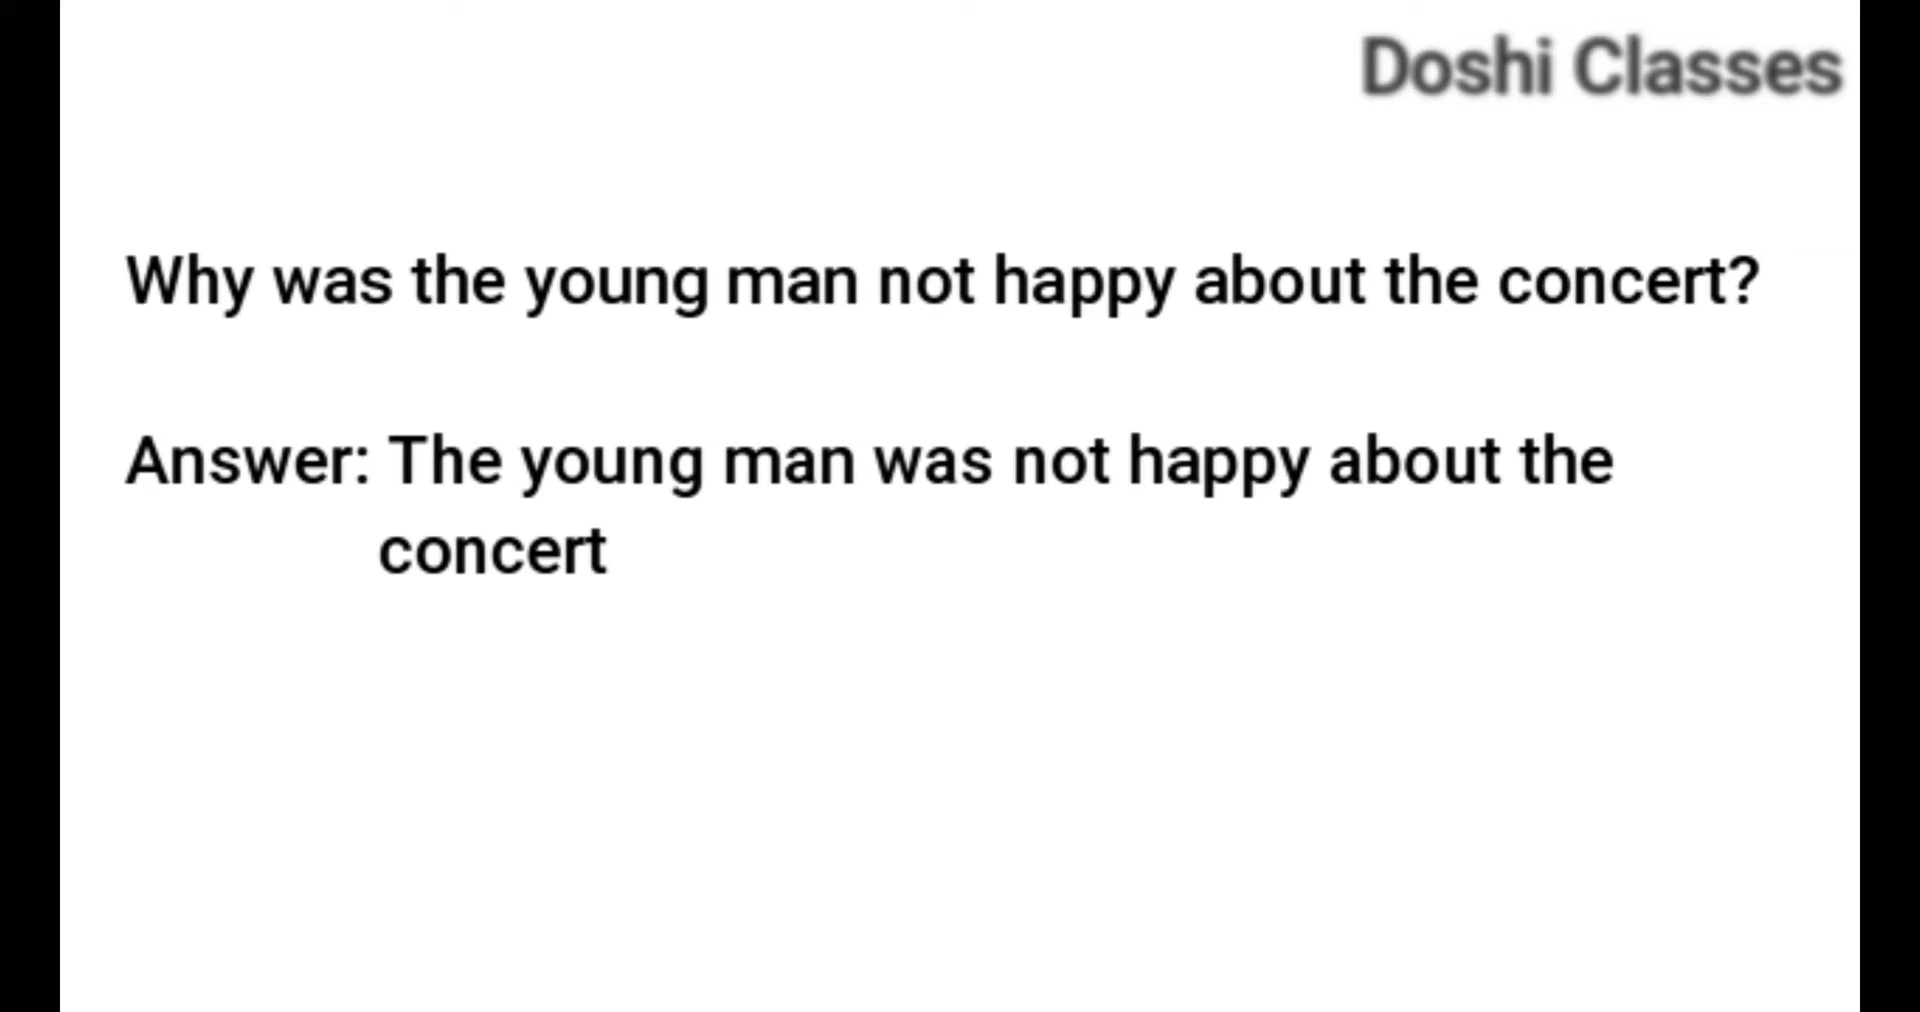 Doshi Classes
Why was the young man not happy about the concert?
Answer: The young man was not happy about the
concert